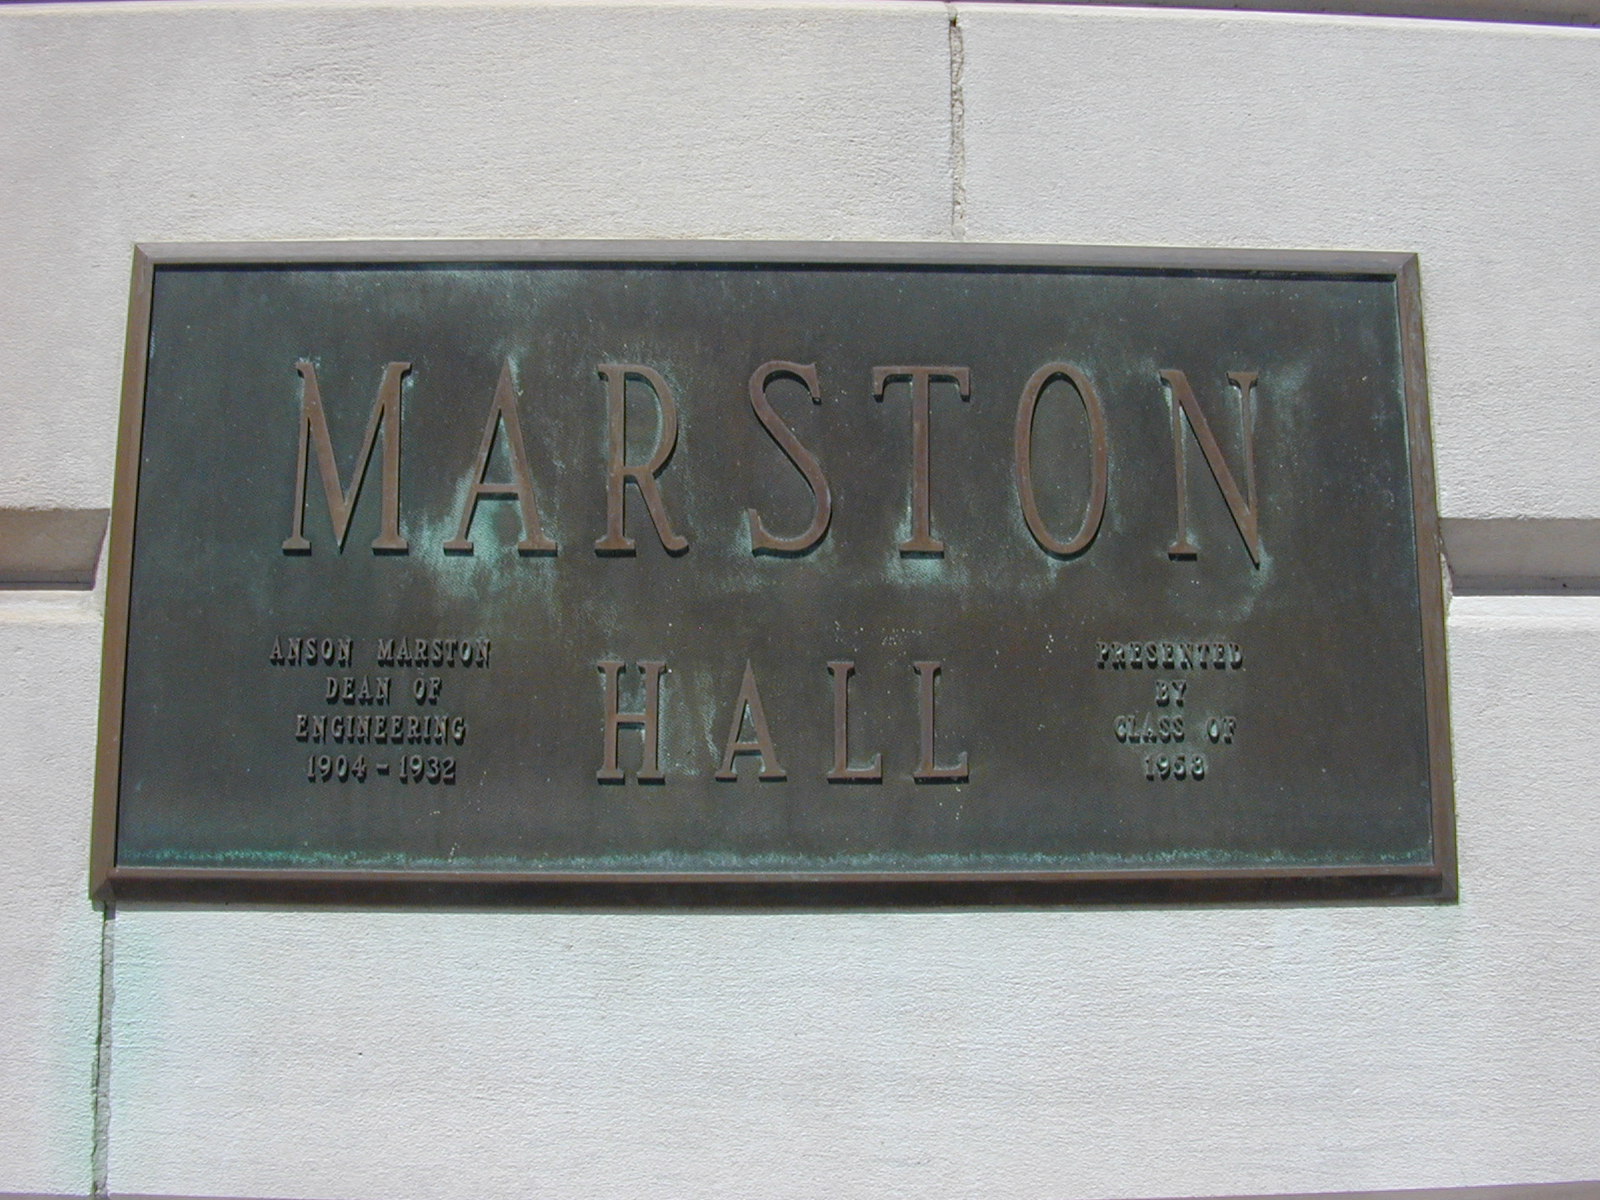 MARSTON
HALL
ANSON MARSTON
DEAN OF
ENGINEERING
1904-1932
PRESENTED
BY
CLASS OF
1958